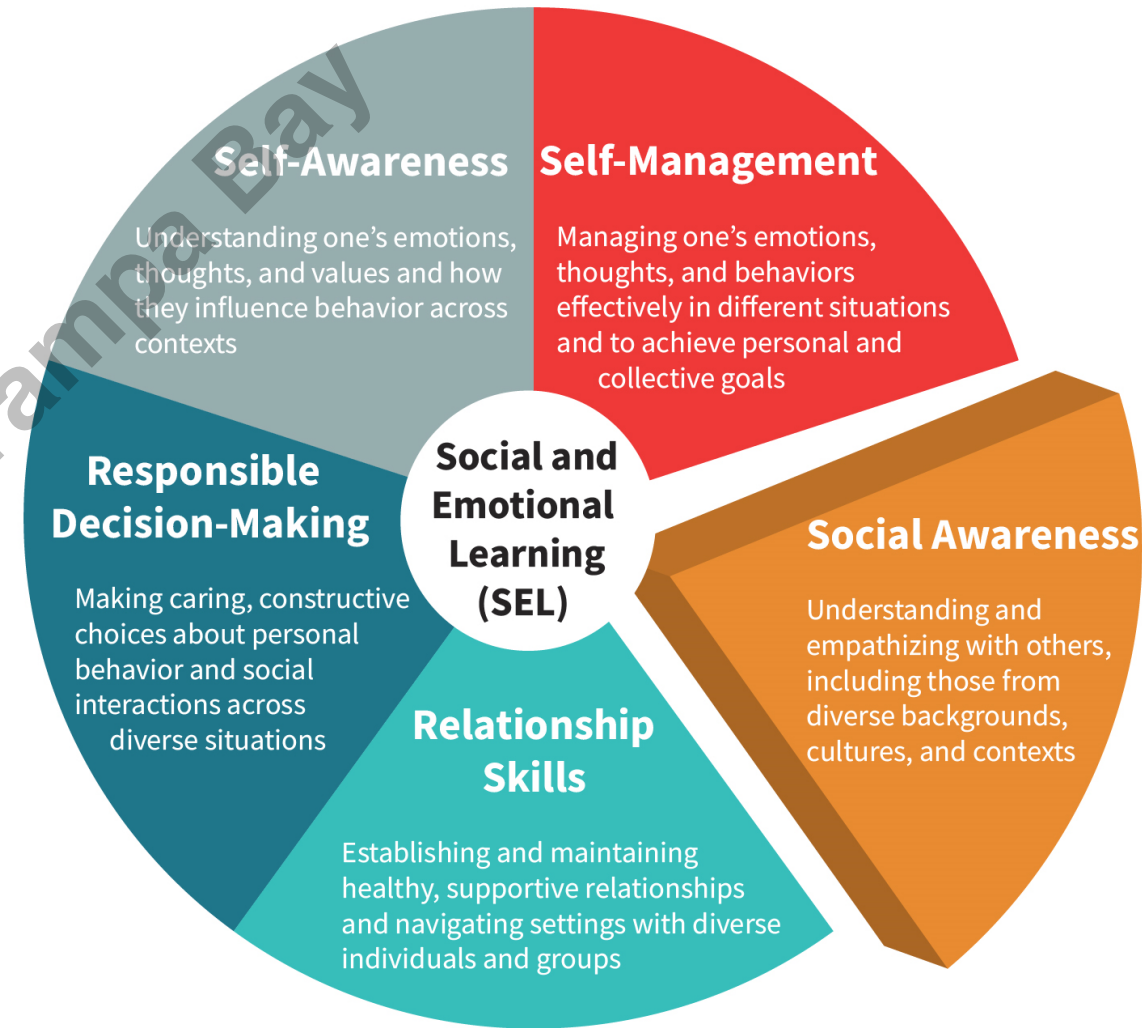 Self-Awareness
Understanding one’s emotions,
thoughts, and values and how
they influence behavior across
contexts
Self-Management
Managing one’s emotions,
thoughts, and behaviors
effectively in different situations
and to achieve personal and
collective goals
Social Awareness
Understanding and
empathizing with others,
including those from
diverse backgrounds,
cultures, and contexts
Relationship
Skills
Establishing and maintaining
healthy, supportive relationships
and navigating settings with diverse
individuals and groups
Responsible
Decision-Making
Making caring, constructive
choices about personal
behavior and social
interactions across
diverse situations
Social and
Emotional
Learning
(SEL)
Bay